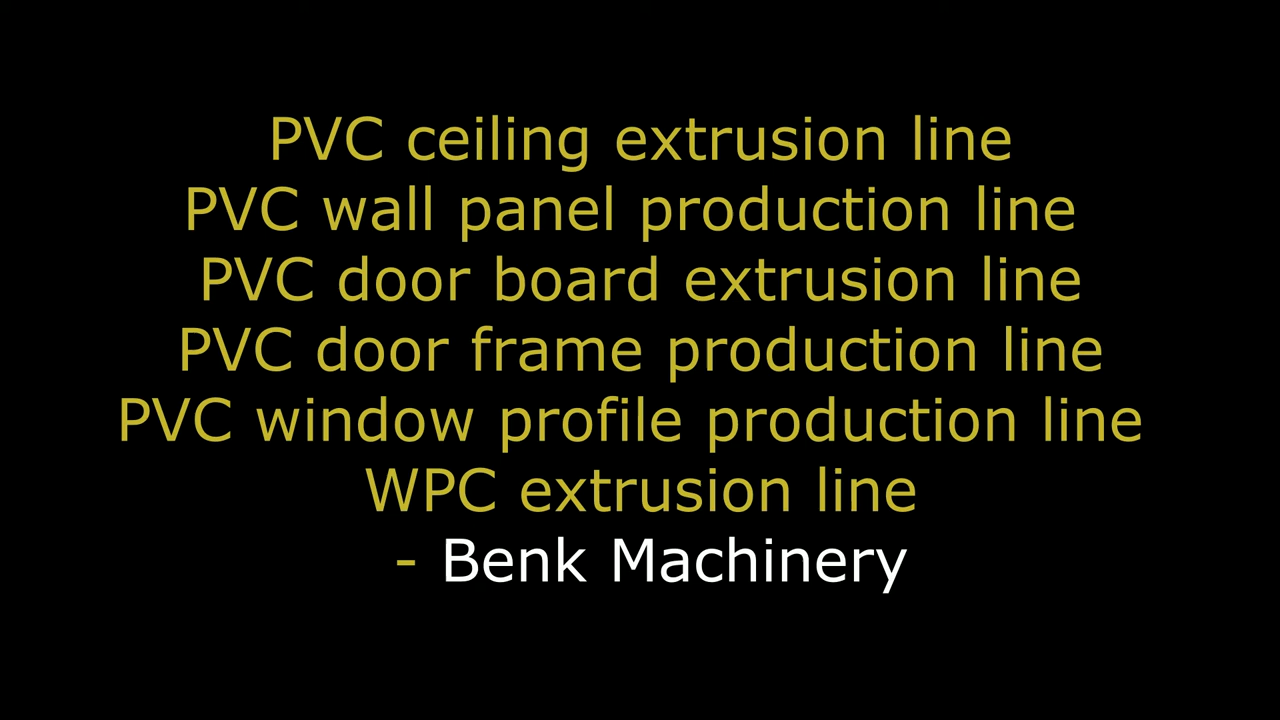 PVC ceiling extrusion line
PVC wall panel production line
PVC door board extrusion line
PVC door frame production line
PVC window profile production line
WPC extrusion line
- Benk Machinery